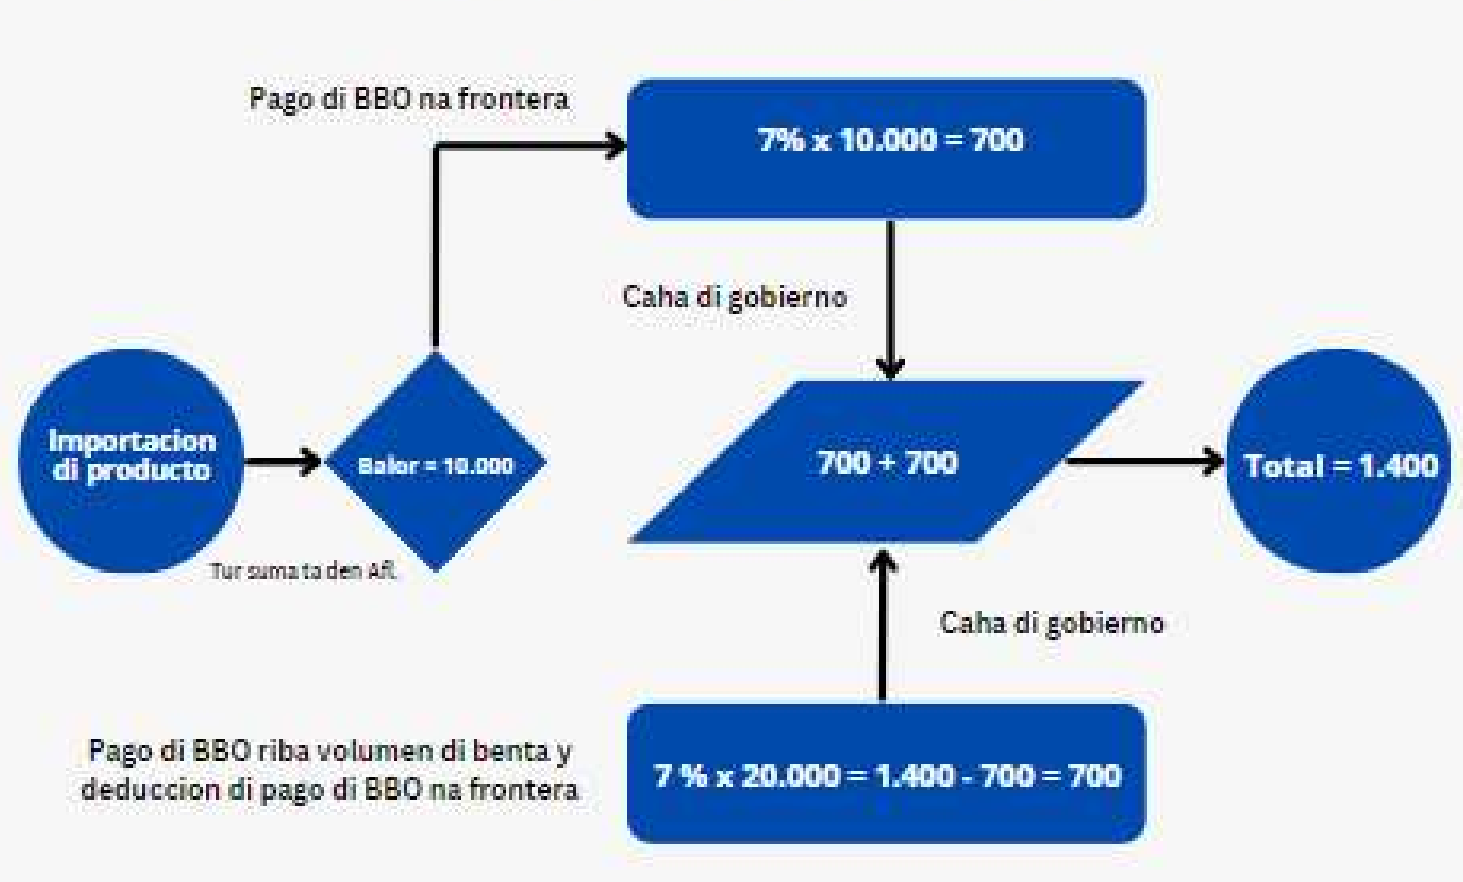 Pago di BBO na frontera
7% x 10.000 = 700
Caha di gobierno
Importacion
di producto
Balor = 10.000
700 + 700
Total = 1.400
Tur suma ta den Afl.
Caha di gobierno
Pago di BBO riba volumen di benta y
deduccion di pago di BBO na frontera
7 % x 20.000 = 1.400 - 700 = 700